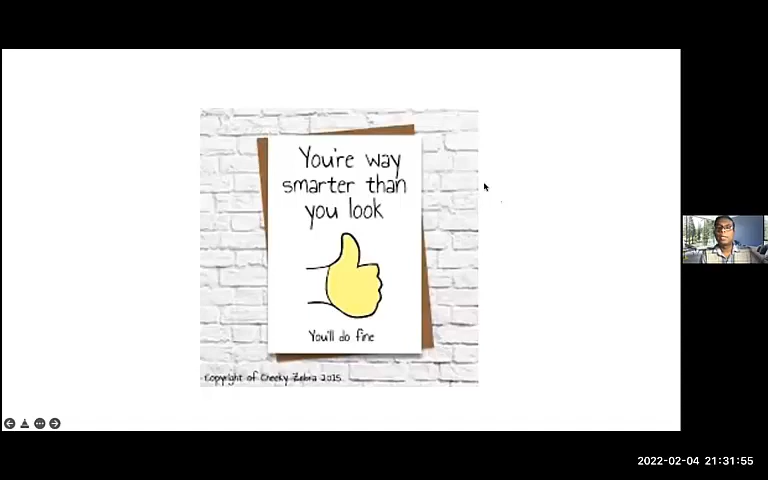 You're way
smarter than
you look
You'll do fine
Copyright of Cheeky Zebra 2015
2022-02-04 21:31:55